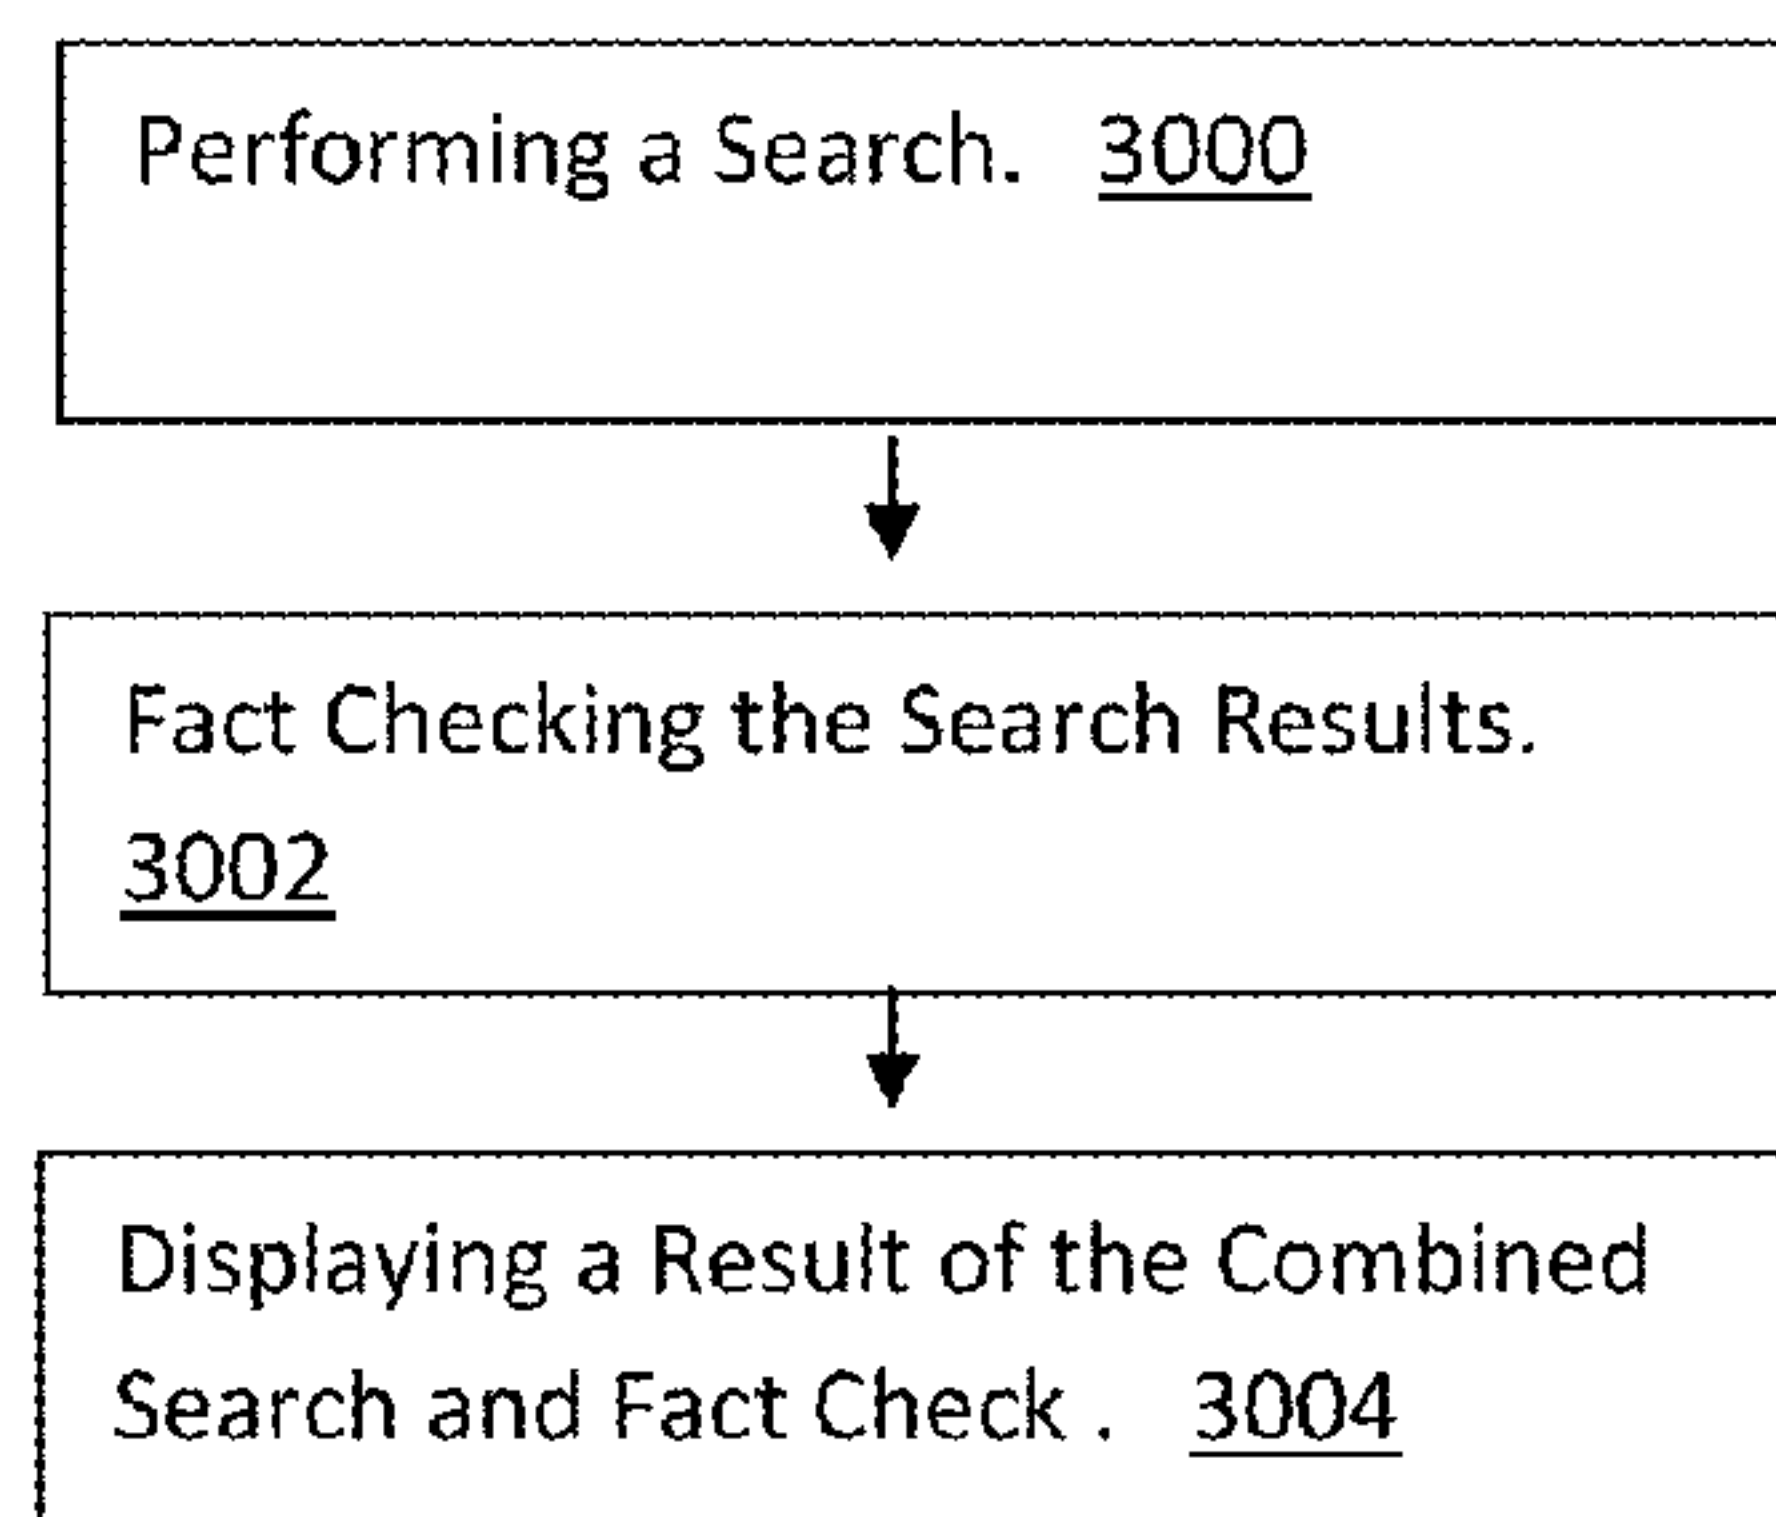 Performing a Search. 3000
Fact Checking the Search Results.
3002
Displaying a Result of the Combined
Search and Fact Check . 3004